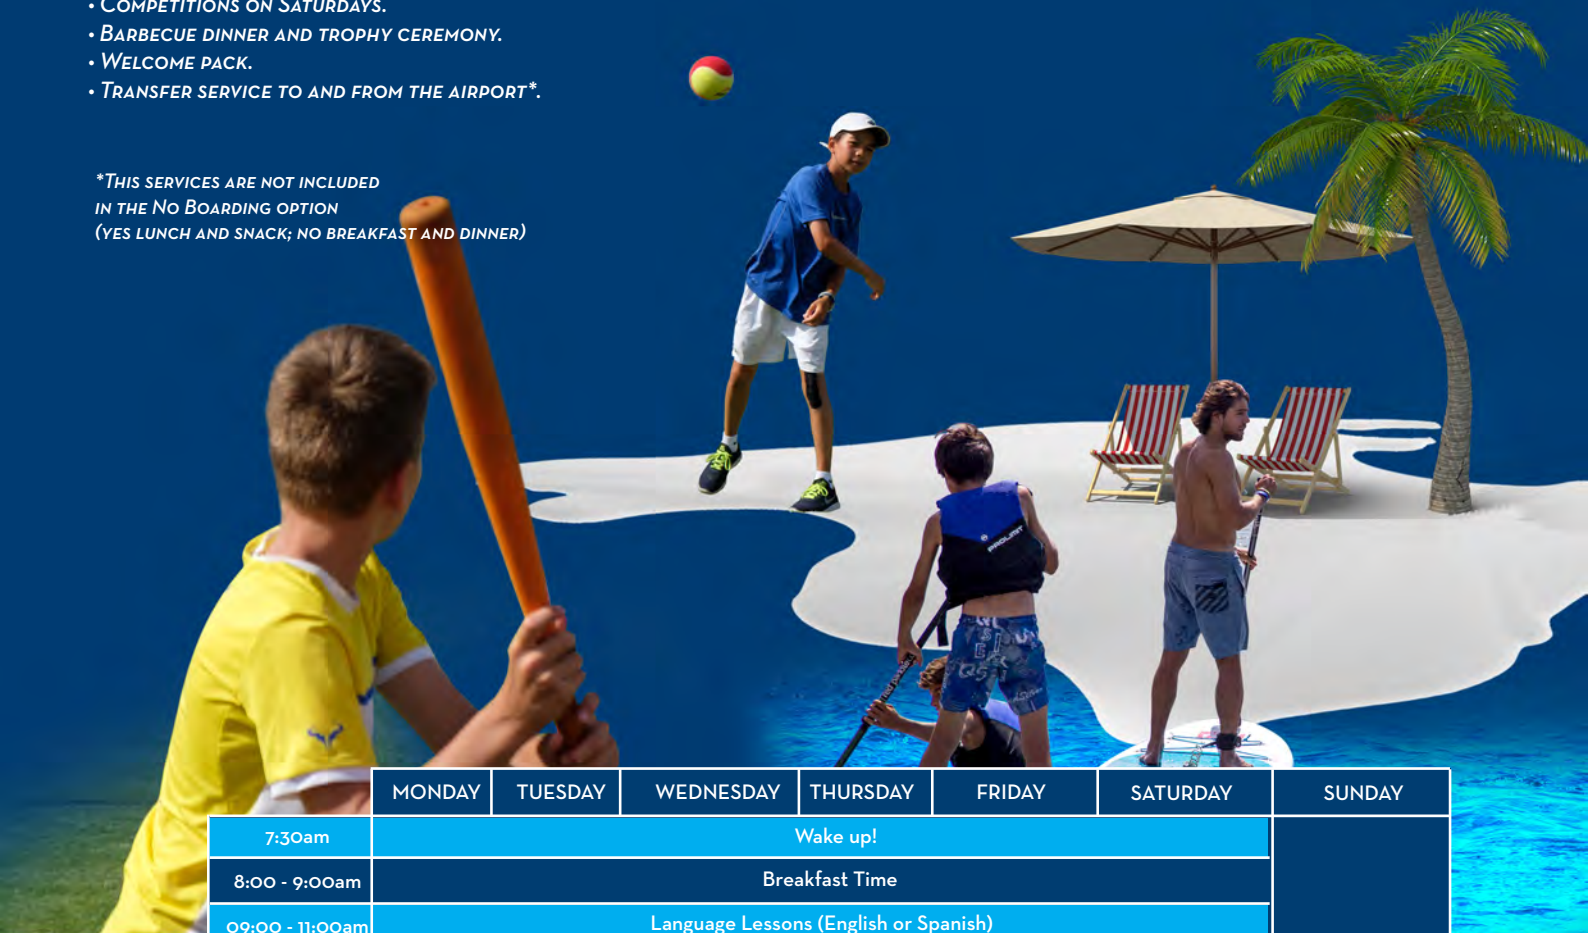 • Competitions on Saturdays.
• Barbecue dinner and trophy ceremony.
• Welcome pack.
• Transfer service to and from the airport*.
*This services are not included
in the No Boarding option
(yes lunch and snack; no breakfast and dinner)
PROLIMIT
MONDAY TUESDAY WEDNESDAY THURSDAY FRIDAY SATURDAY SUNDAY
7:30am Wake up!
8:00 - 9:00am Breakfast Time
09:00 - 11:00am Language Lessons (English or Spanish)